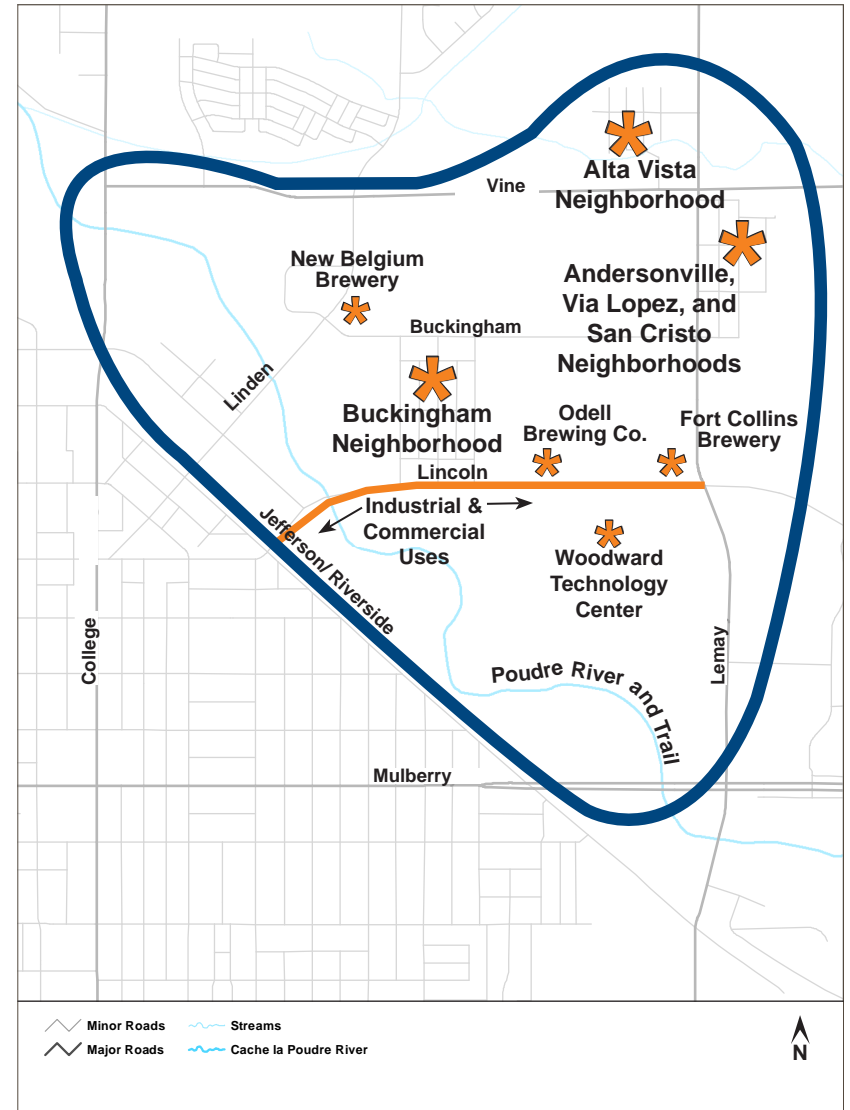 Alta Vista
Neighborhood
Vine
New Belgium
Brewery
Andersonville,
Via Lopez, and
San Cristo
Neighborhoods
Buckingham
Linden
Buckingham
Neighborhood
Odell
Brewing Co.
Fort Collins
Brewery
Lincoln
Industrial &
Commercial
Uses
Jefferson/ Riverside
Woodward
Technology
Center
College
Lemay
Poudre River and Trail
Mulberry
Minor Roads
Streams
Major Roads
Cache la Poudre River
N